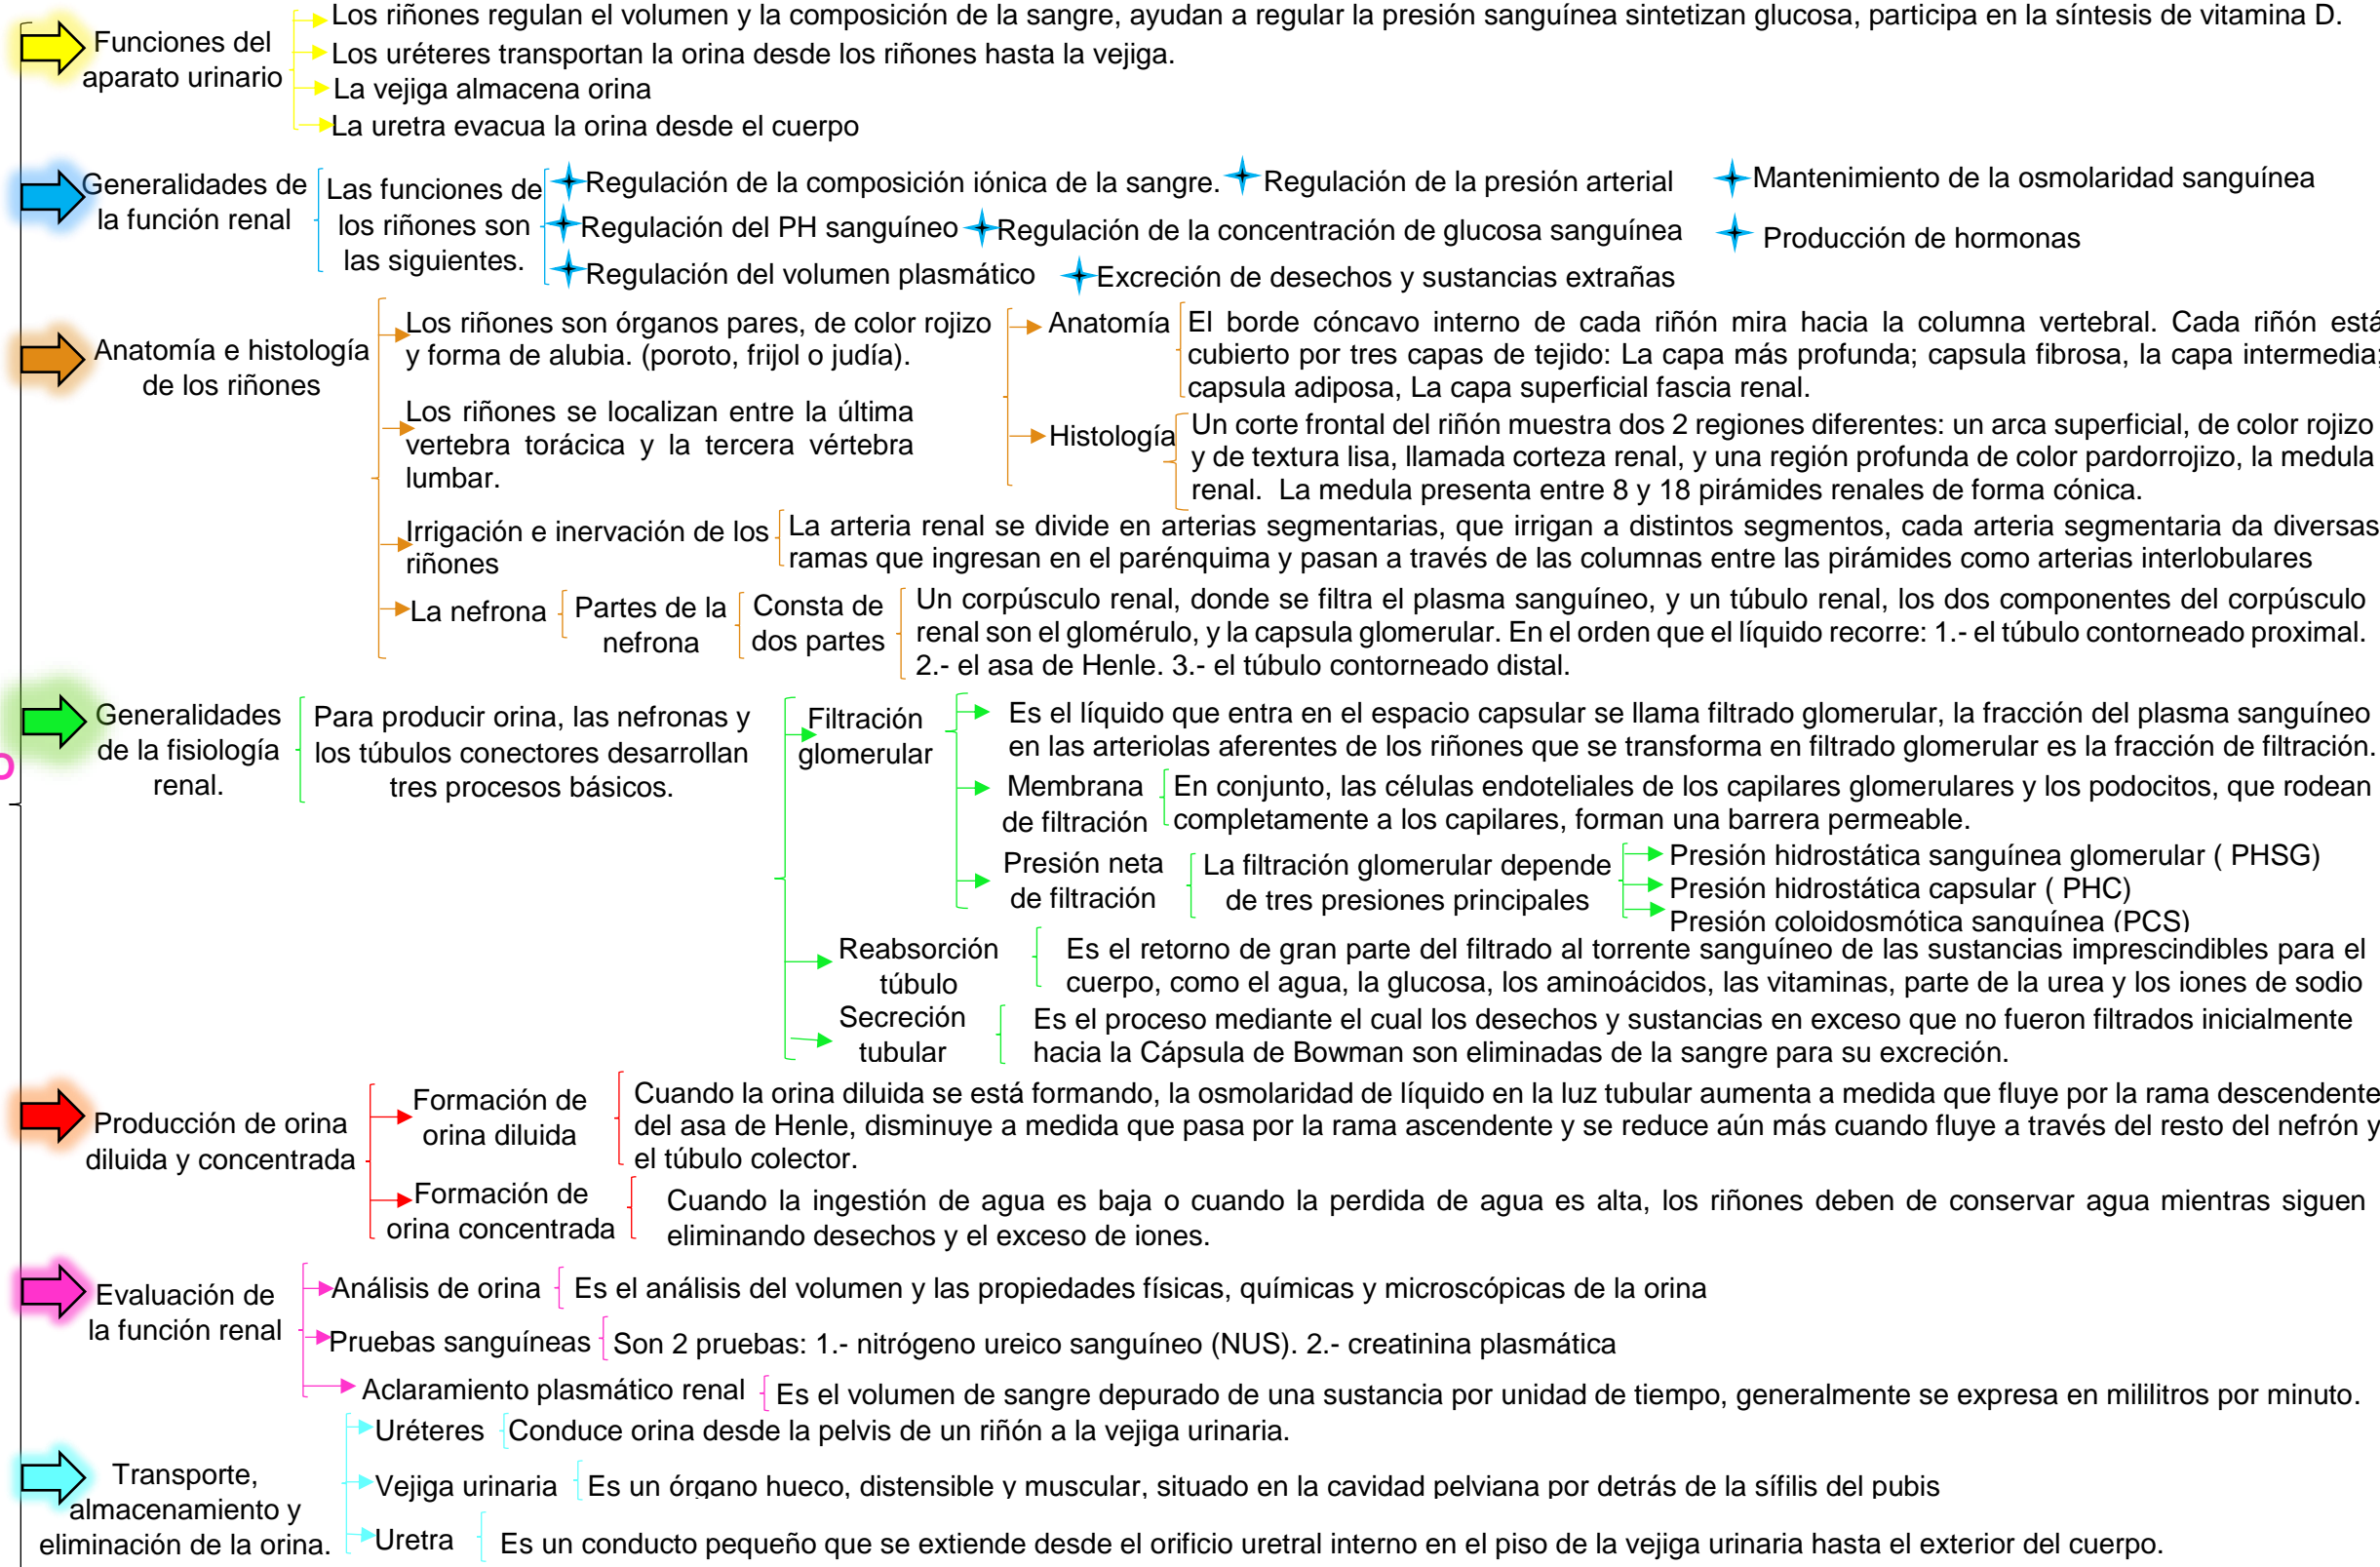 Los riñones regulan el volumen y la composición de la sangre, ayudan a regular la presión sanguínea sintetizan glucosa, participa en la síntesis de vitamina D.
Funciones del
aparato urinario
Los uréteres transportan la orina desde los riñones hasta la vejiga.
La vejiga almacena orina
La uretra evacua la orina desde el cuerpo
Generalidades de
la función renal
Las funciones de
los riñones son
las siguientes.
Regulación de la composición iónica de la sangre.
Regulación de la presión arterial
Mantenimiento de la osmolaridad sanguínea
Regulación del PH sanguíneo
Regulación de la concentración de glucosa sanguínea
Producción de hormonas
Regulación del volumen plasmático
Excreción de desechos y sustancias extrañas
Anatomía e histología
de los riñones
Los riñones son órganos pares, de color rojizo
y forma de alubia. (poroto, frijol o judía).
Los riñones se localizan entre la última
vertebra torácica y la tercera vértebra
lumbar.
Anatomía
El borde cóncavo interno de cada riñón mira hacia la columna vertebral. Cada riñón está
cubierto por tres capas de tejido: La capa más profunda; capsula fibrosa, la capa intermedia;
capsula adiposa, La capa superficial fascia renal.
Histología
Un corte frontal del riñón muestra dos 2 regiones diferentes: un arca superficial, de color rojizo
y de textura lisa, llamada corteza renal, y una región profunda de color pardorrojizo, la medula
renal. La medula presenta entre 8 y 18 pirámides renales de forma cónica.
Irrigación e inervación de los
riñones
La arteria renal se divide en arterias segmentarias, que irrigan a distintos segmentos, cada arteria segmentaria da diversas
ramas que ingresan en el parénquima y pasan a través de las columnas entre las pirámides como arterias interlobulares
La nefrona
Partes de la
nefrona
Consta de
dos partes
Un corpúsculo renal, donde se filtra el plasma sanguíneo, y un túbulo renal, los dos componentes del corpúsculo
renal son el glomérulo, y la capsula glomerular. En el orden que el líquido recorre: 1.- el túbulo contorneado proximal.
2.- el asa de Henle. 3.- el túbulo contorneado distal.
Generalidades
de la fisiología
renal.
Para producir orina, las nefronas y
los túbulos conectores desarrollan
tres procesos básicos.
Filtración
glomerular
Es el líquido que entra en el espacio capsular se llama filtrado glomerular, la fracción del plasma sanguíneo
en las arteriolas aferentes de los riñones que se transforma en filtrado glomerular es la fracción de filtración.
Membrana
de filtración
En conjunto, las células endoteliales de los capilares glomerulares y los podocitos, que rodean
completamente a los capilares, forman una barrera permeable.
Presión neta
de filtración
La filtración glomerular depende
de tres presiones principales
Presión hidrostática sanguínea glomerular ( PHSG)
Presión hidrostática capsular ( PHC)
Presión coloidosmótica sanguínea (PCS)
Reabsorción
túbulo
Es el retorno de gran parte del filtrado al torrente sanguíneo de las sustancias imprescindibles para el
cuerpo, como el agua, la glucosa, los aminoácidos, las vitaminas, parte de la urea y los iones de sodio
Secreción
tubular
Es el proceso mediante el cual los desechos y sustancias en exceso que no fueron filtrados inicialmente
hacia la Cápsula de Bowman son eliminadas de la sangre para su excreción.
Producción de orina
diluida y concentrada
Formación de
orina diluida
Cuando la orina diluida se está formando, la osmolaridad de líquido en la luz tubular aumenta a medida que fluye por la rama descendente
del asa de Henle, disminuye a medida que pasa por la rama ascendente y se reduce aún más cuando fluye a través del resto del nefrón y
el túbulo colector.
Formación de
orina concentrada
Cuando la ingestión de agua es baja o cuando la perdida de agua es alta, los riñones deben de conservar agua mientras siguen
eliminando desechos y el exceso de iones.
Evaluación de
la función renal
Análisis de orina
Es el análisis del volumen y las propiedades físicas, químicas y microscópicas de la orina
Pruebas sanguíneas
Son 2 pruebas: 1.- nitrógeno ureico sanguíneo (NUS). 2.- creatinina plasmática
Aclaramiento plasmático renal
Es el volumen de sangre depurado de una sustancia por unidad de tiempo, generalmente se expresa en mililitros por minuto.
Transporte,
almacenamiento y
eliminación de la orina.
Uréteres
Conduce orina desde la pelvis de un riñón a la vejiga urinaria.
Vejiga urinaria
Es un órgano hueco, distensible y muscular, situado en la cavidad pelviana por detrás de la sífilis del pubis
Uretra
Es un conducto pequeño que se extiende desde el orificio uretral interno en el piso de la vejiga urinaria hasta el exterior del cuerpo.